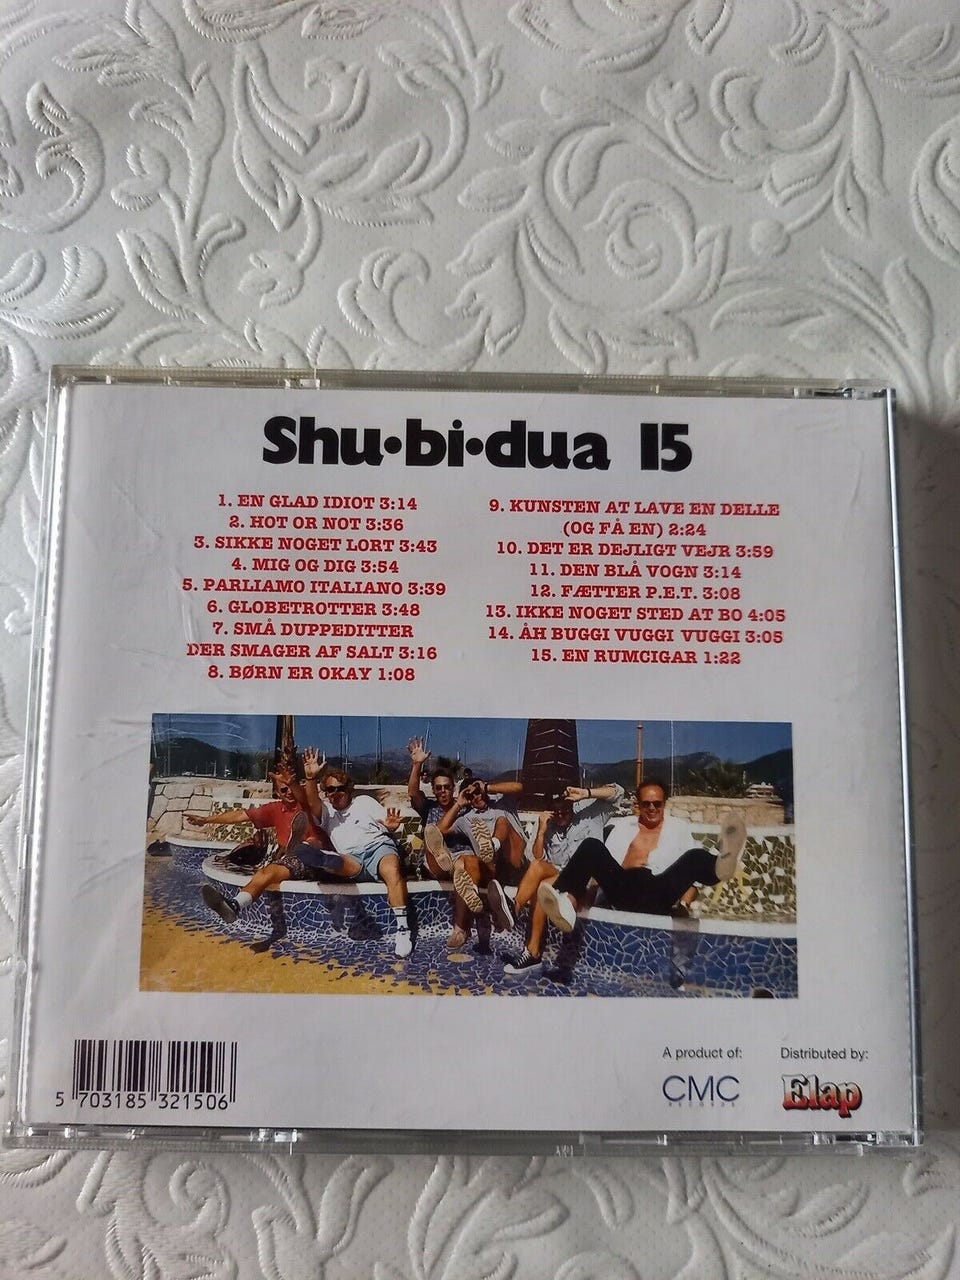 Shu•bi•dua 15
1. EN GLAD IDIOT 3:14
2. HOT OR NOT 3:36
3. SIKKE NOGET LORT 3:43
4. MIG OG DIG 3:54
5. PARLIAMO ITALIANO 3:39
6. GLOBETROTTER 3:48
7. SMÅ DUPPEDITTER
DER SMAGER AF SALT 3:16
8. BØRN ER OKAY 1:08
9. KUNSTEN AT LAVE EN DELLE
(OG FÅ EN) 2:24
10. DET ER DEJLIGT VEJR 3:59
11. DEN BLÅ VOGN 3:14
12. FÆTTER P.E.T. 3:08
13. IKKE NOGET STED AT BO 4:05
14. ÅH BUGGI VUGGI VUGGI 3:05
15. EN RUMCIGAR 1:22
5 703185 321506
A product of:
CMC
RECORDS
Distributed by:
Elap